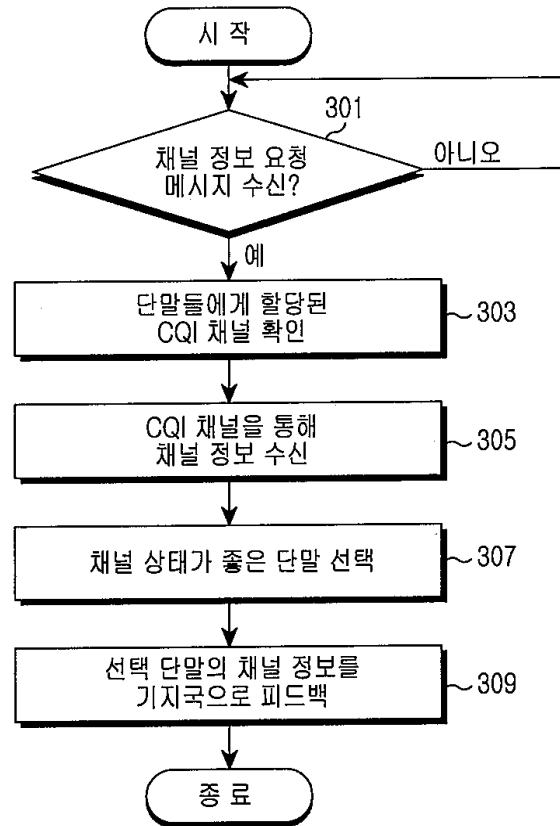 시 작
301
채널 정보 요청
메시지 수신?
아니오
예
단말들에게 할당된
CQI 채널 확인
303
CQI 채널을 통해
채널 정보 수신
305
채널 상태가 좋은 단말 선택
307
선택 단말의 채널 정보를
기지국으로 피드백
309
종 료